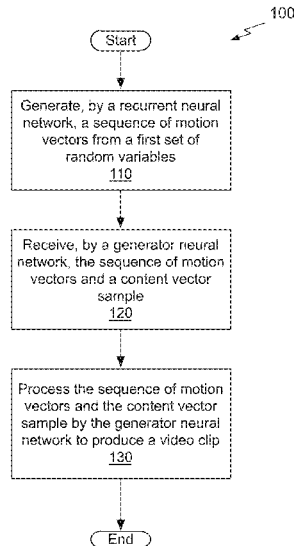 100
Start
Generate, by a recurrent neural
network, a sequence of motion
vectors from a first set of
random variables
110
Receive, by a generator neural
network, the sequence of motion
vectors and a content vector
sample
120
Process the sequence of motion
vectors and the content vector
sample by the generator neural
network to produce a video clip
130
End